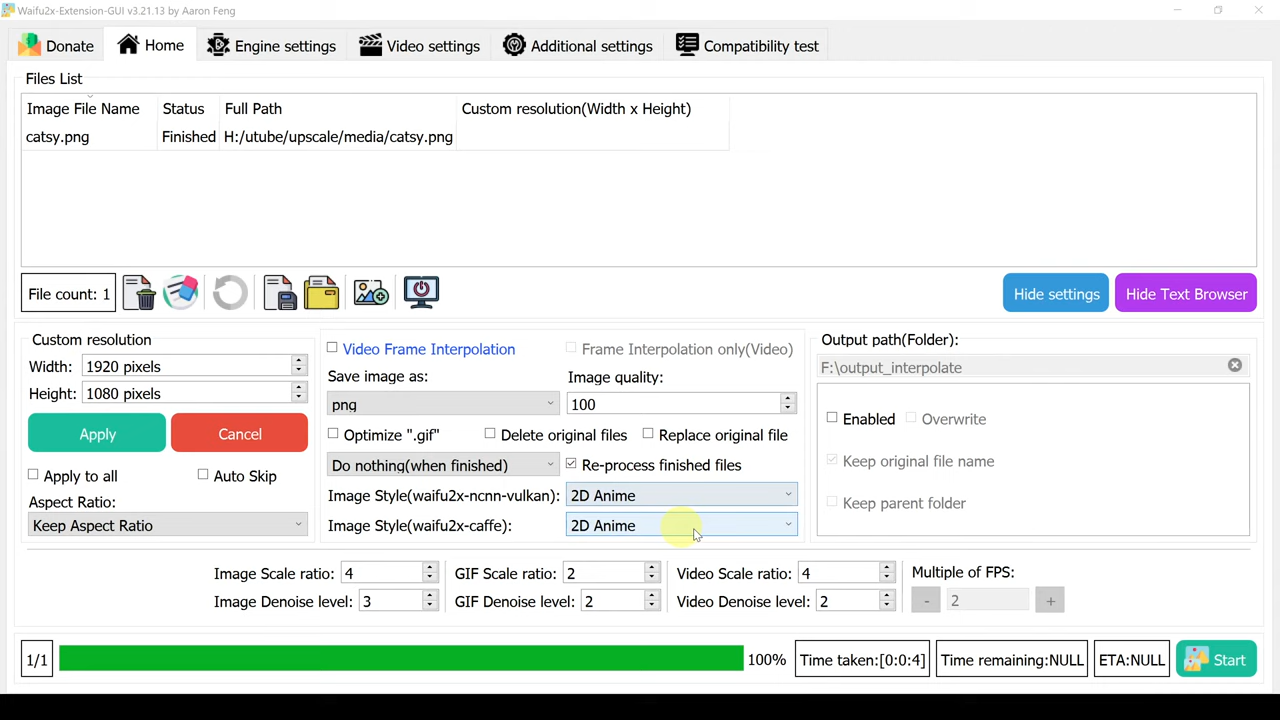 Waifu2x-Extension-GUI v3.21.13 by Aaron Feng
Donate Home Engine settings Video settings Additional settings Compatibility test
Files List
Image File Name Status Full Path Custom resolution(Width x Height)
catsy.png Finished H:/utube/upscale/media/catsy.png
File count: 1 Hide settings Hide Text Browser
Custom resolution
Width: 1920 pixels
Height: 1080 pixels
Apply Cancel
Apply to all Auto Skip
Aspect Ratio:
Keep Aspect Ratio
Video Frame Interpolation Frame Interpolation only(Video)
Save image as: Image quality:
png 100
Optimize ".gif" Delete original files Replace original file
Do nothing(when finished) Re-process finished files
Image Style(waifu2x-ncnn-vulkan): 2D Anime
Image Style(waifu2x-caffe): 2D Anime
Output path(Folder):
F:\output_interpolate
Enabled Overwrite
Keep original file name
Keep parent folder
Image Scale ratio: 4 GIF Scale ratio: 2 Video Scale ratio: 4 Multiple of FPS:
Image Denoise level: 3 GIF Denoise level: 2 Video Denoise level: 2 - 2 +
1/1 100% Time taken:[0:0:4] Time remaining:NULL ETA:NULL Start